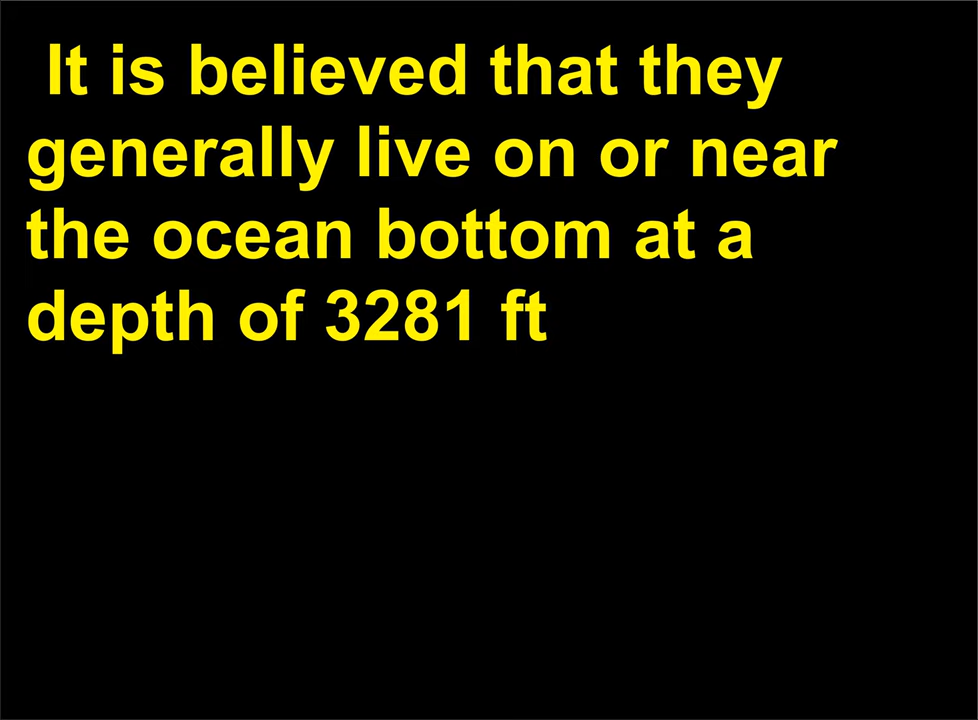 It is believed that they
generally live on or near
the ocean bottom at a
depth of 3281 ft